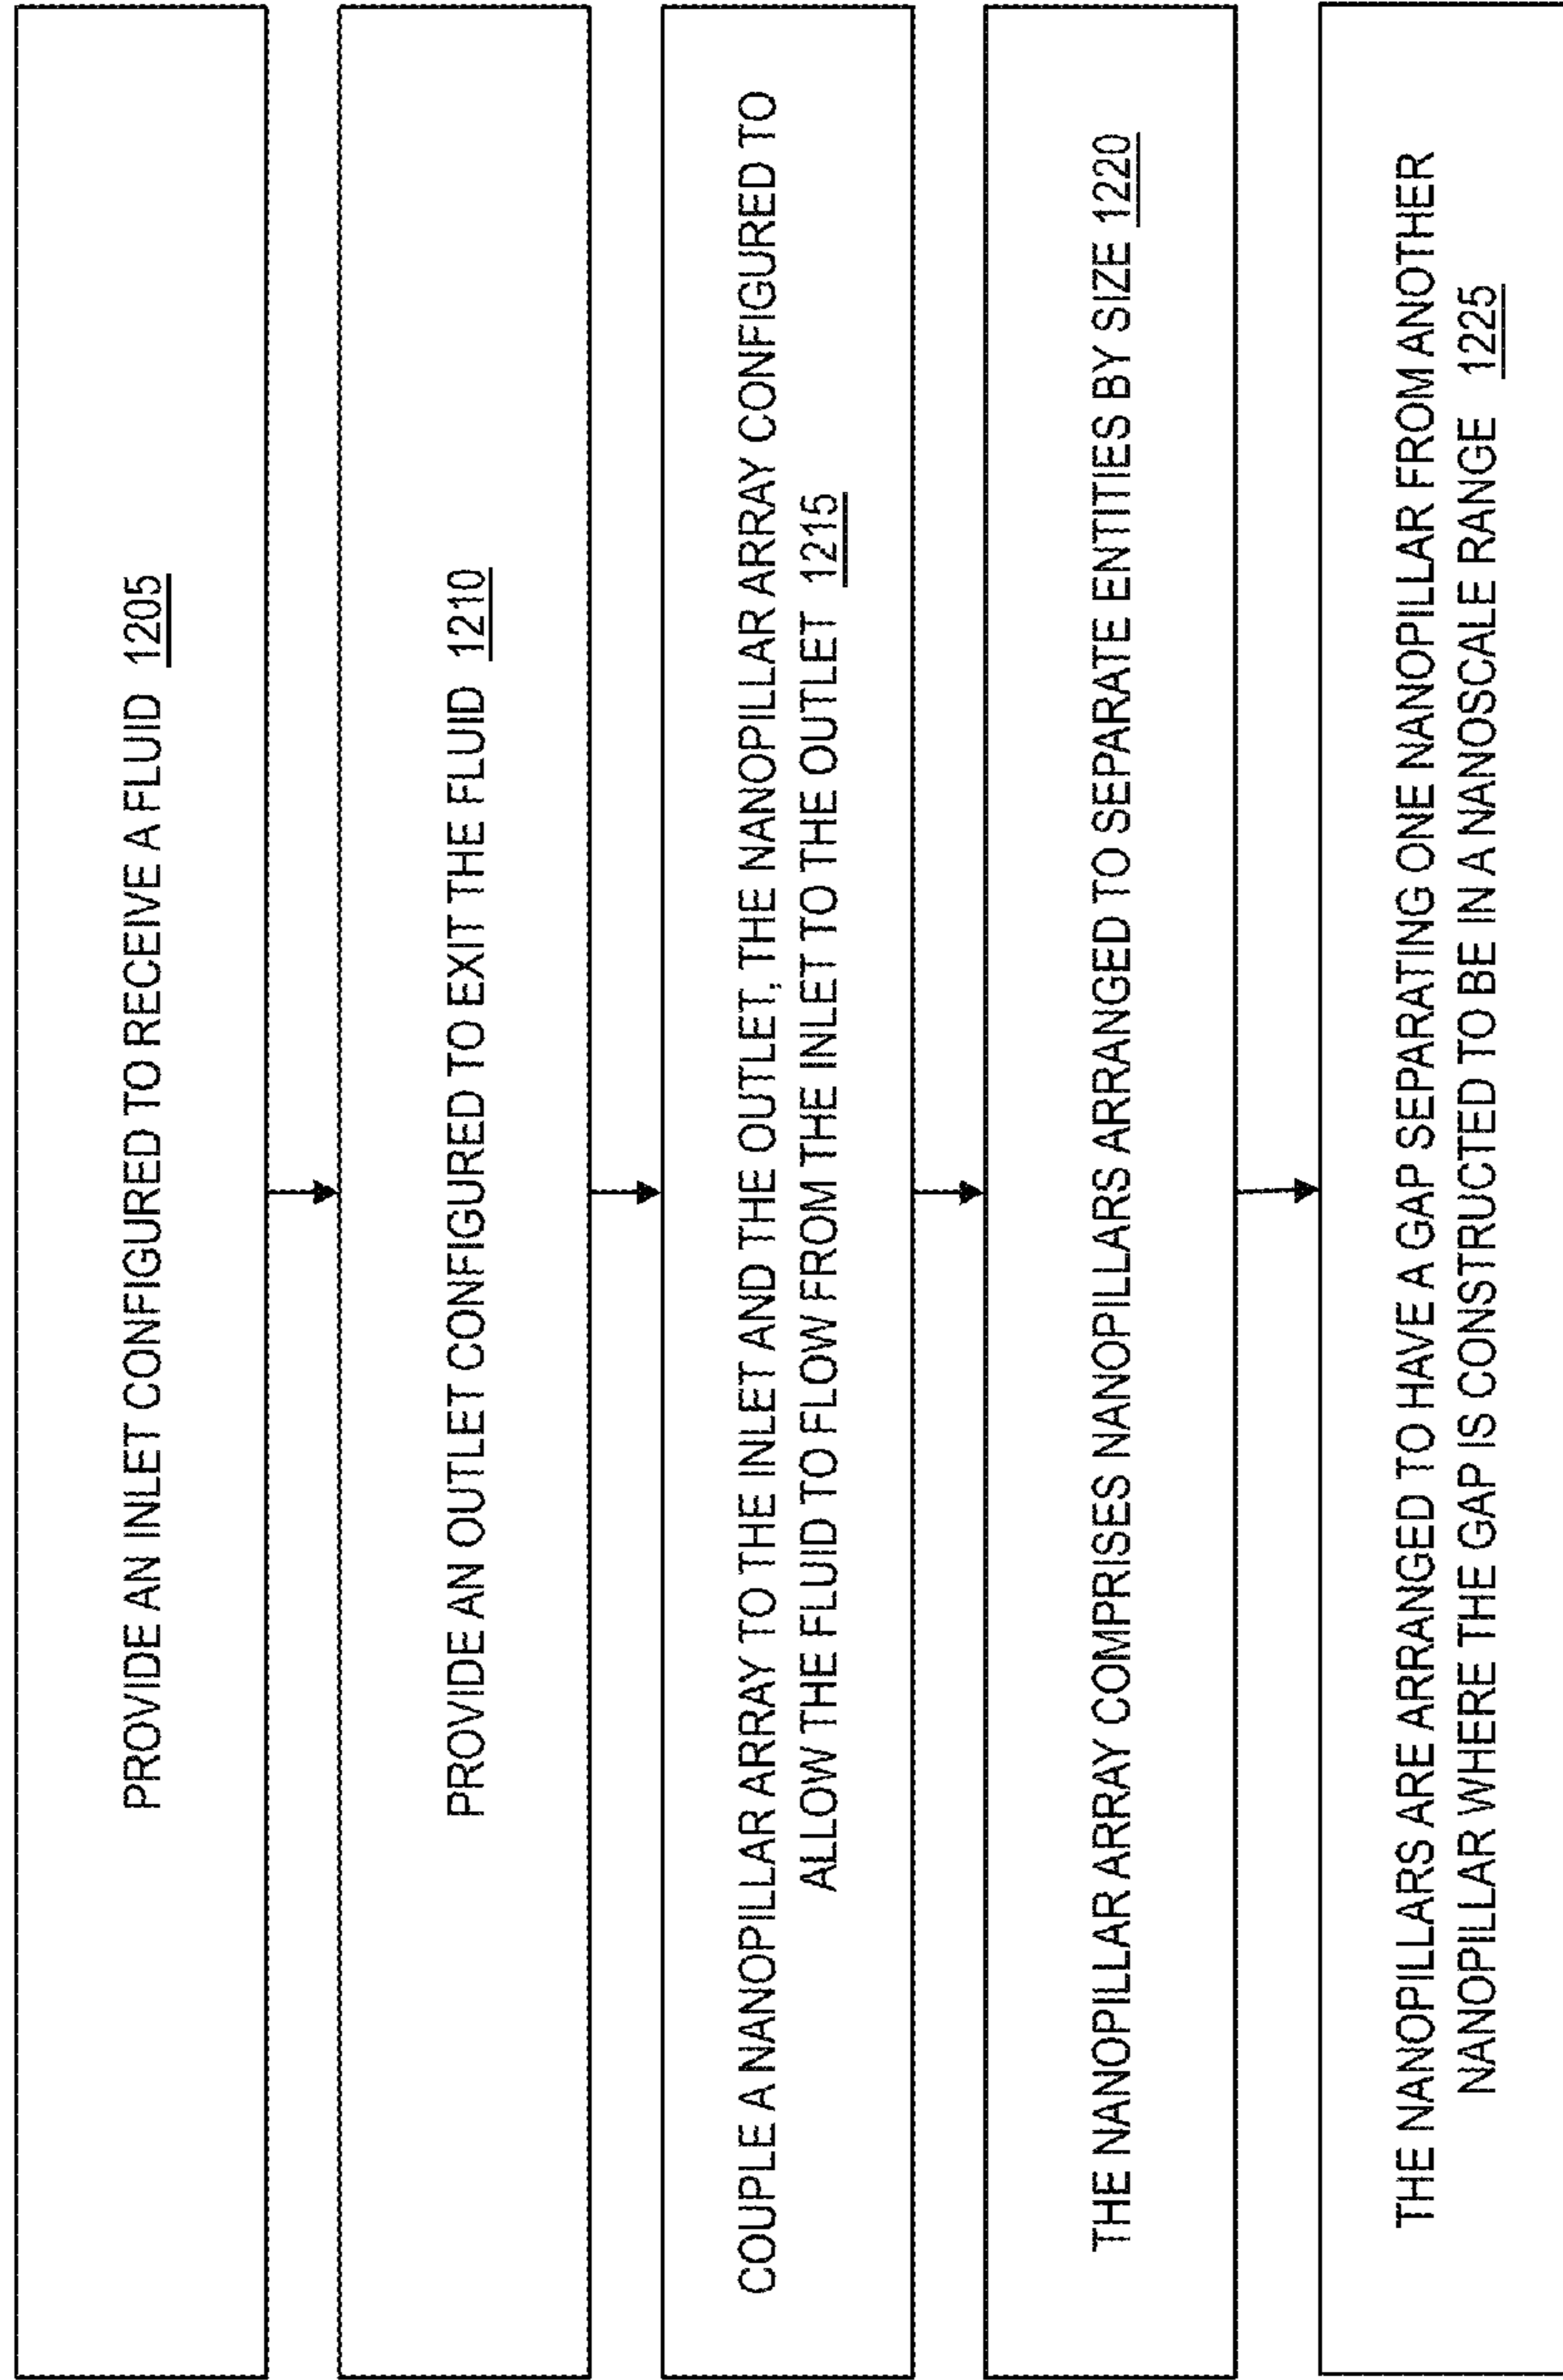 PROVIDE AN INLET CONFIGURED TO RECEIVE A FLUID 1205
PROVIDE AN OUTLET CONFIGURED TO EXIT THE FLUID 1210
COUPLE A NANOPILLAR ARRAY TO THE INLET AND THE OUTLET, THE NANOPILLAR ARRAY CONFIGURED TO
ALLOW THE FLUID TO FLOW FROM THE INLET TO THE OUTLET 1215
THE NANOPILLAR ARRAY COMPRISES NANOPILLARS ARRANGED TO SEPARATE ENTITIES BY SIZE 1220
THE NANOPILLARS ARE ARRANGED TO HAVE A GAP SEPARATING ONE NANOPILLAR FROM ANOTHER
NANOPILLAR WHERE THE GAP IS CONSTRUCTED TO BE IN A NANOSCALE RANGE 1225